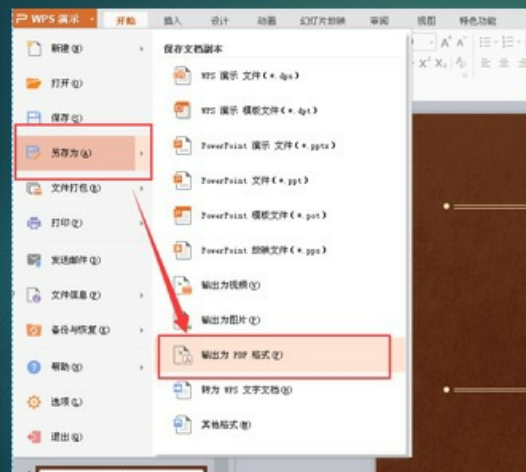 WPS 演示
开始 插入 设计 动画 幻灯片放映 审阅 视图 特色功能
新建(N)
打开(O)
保存(S)
另存为(A)
文件打包(E)
打印(P)
发送邮件(D)
文件信息(I)
备份与恢复(K)
帮助(H)
选项(L)
退出(Q)
保存文档副本
WPS 演示 文件(*.dps)
WPS 演示 模版文件(*.dpt)
PowerPoint 演示 文件(*.pptx)
PowerPoint 文件(*.ppt)
PowerPoint 模版文件(*.pot)
PowerPoint 放映文件(*.pps)
输出为视频(V)
输出为图片(P)
输出为 PDF 格式(P)
转为 WPS 文字文档(N)
其他格式(M)